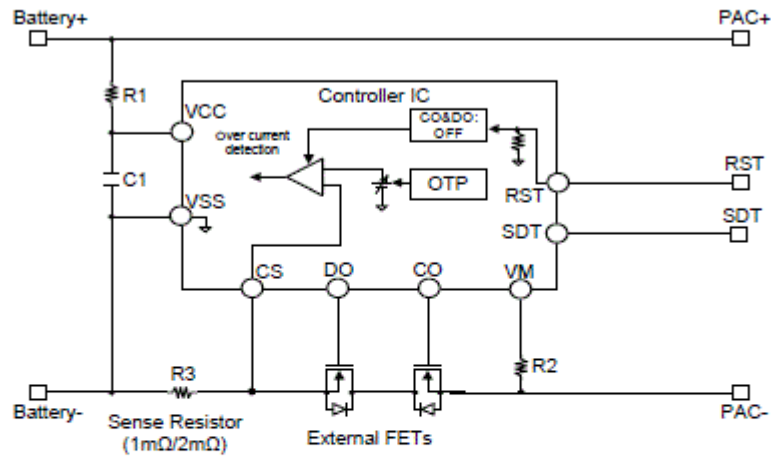 Battery+
PAC+
R1
VCC
Controller IC
Over current
detection
CO&DO:
OFF
C1
OTP
RST
RST
VSS
SDT
SDT
CS
DO
CO
VM
R3
R2
Battery-
PAC-
Sense Resistor
(1mΩ/2mΩ)
External FETs